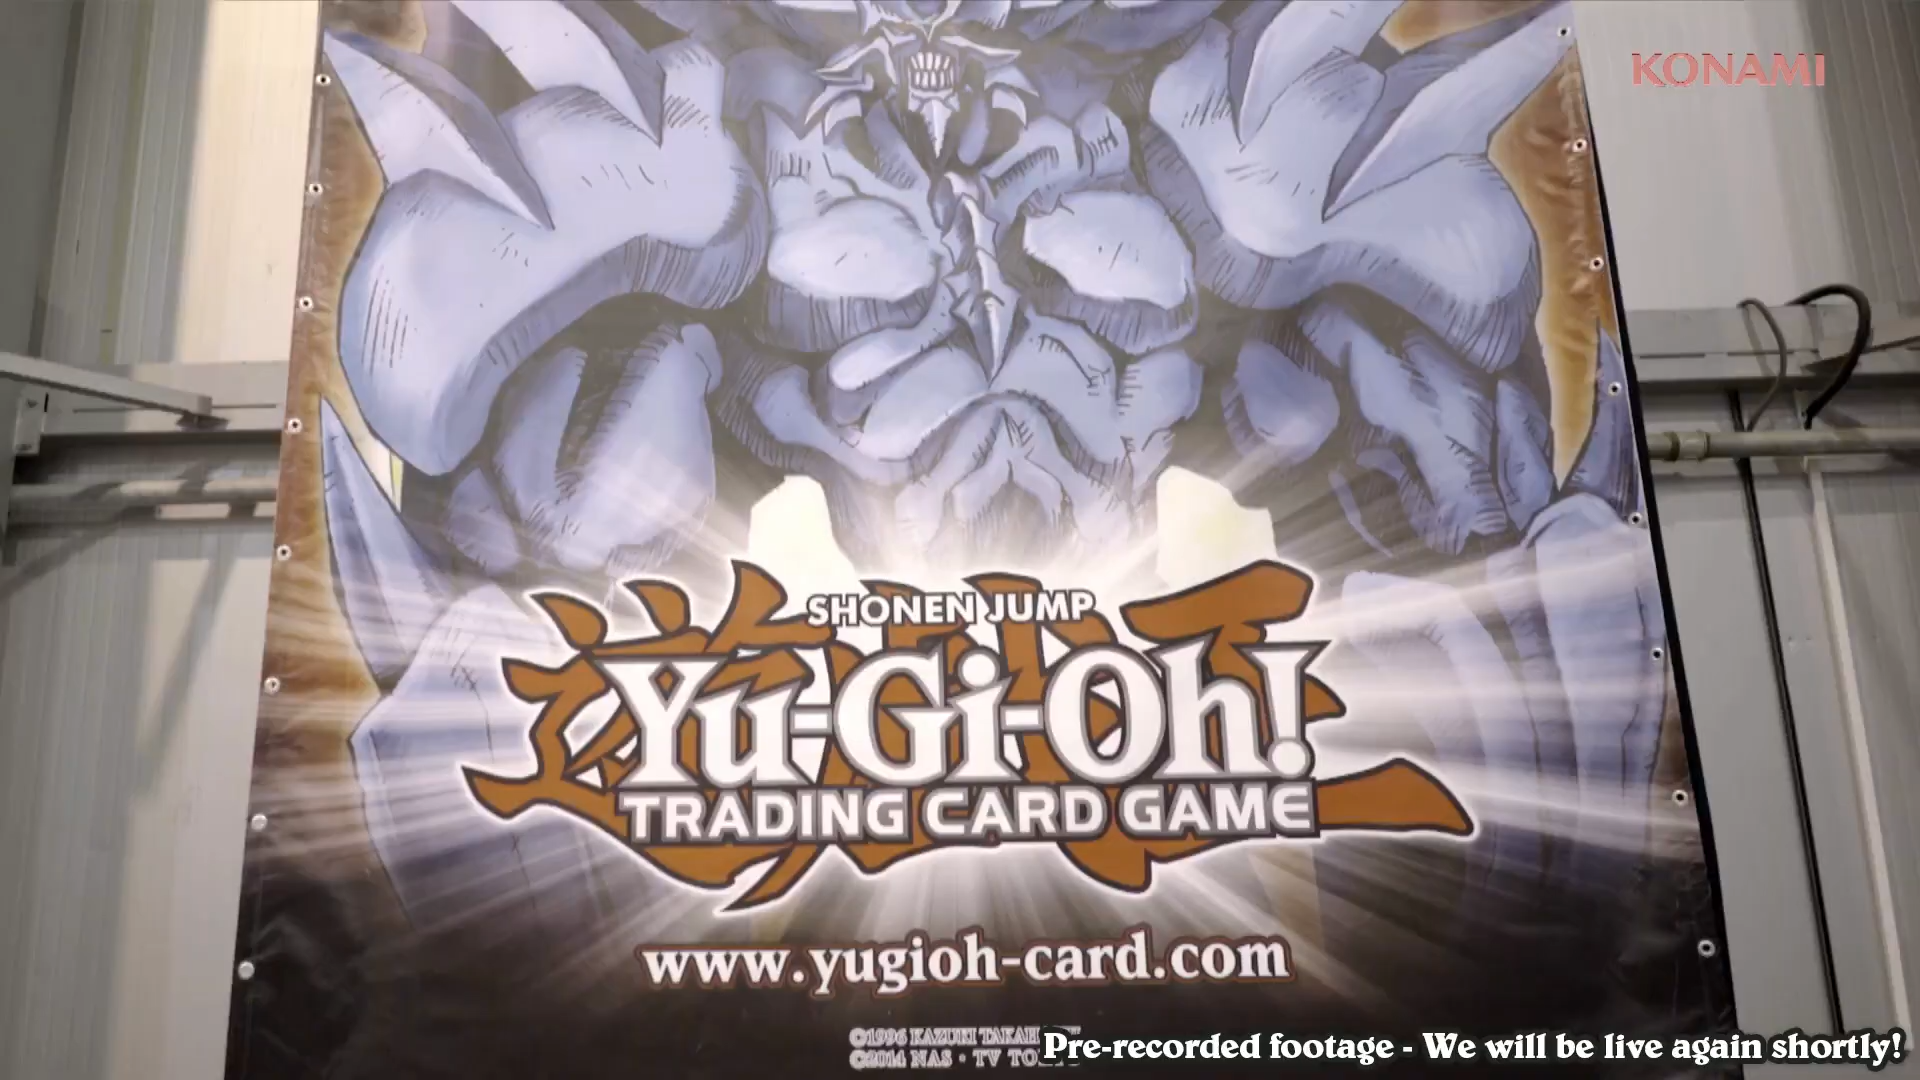 KONAMI
SHONEN JUMP
Yu-Gi-Oh!
TRADING CARD GAME
www.yugioh-card.com
©1996 KAZUKI
©2014 NAS • TV
Pre-recorded footage - We will be live again shortly!